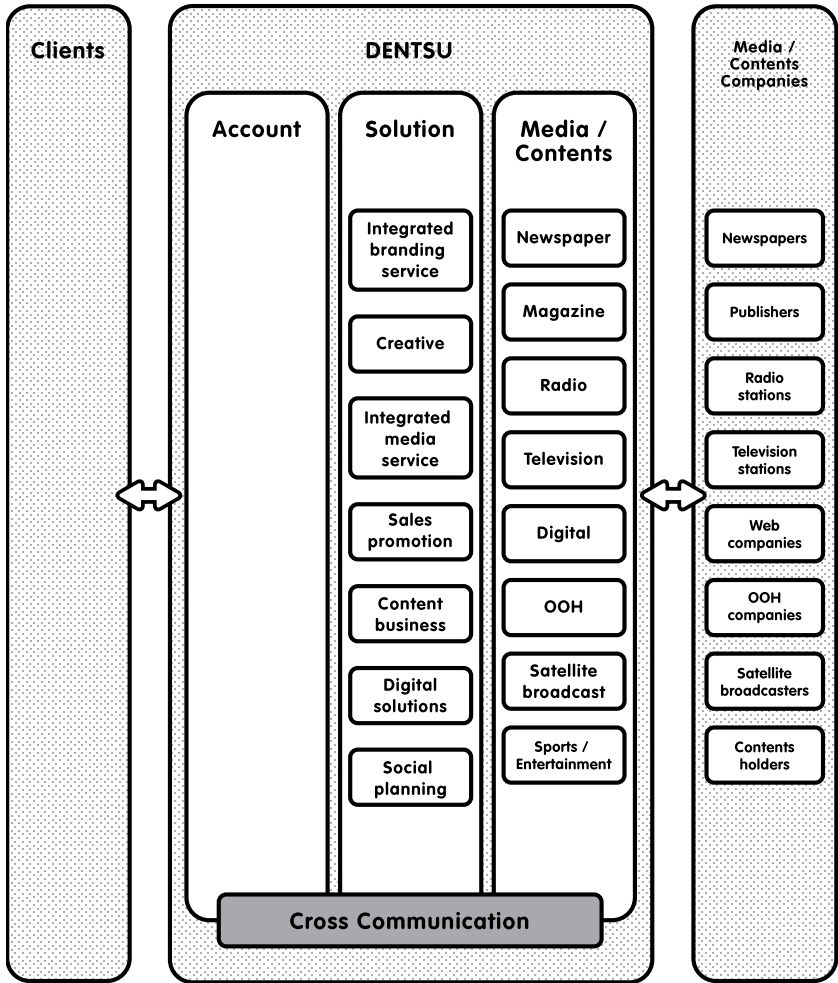 Clients
DENTSU
Account
Solution
Integrated
branding
service
Creative
Integrated
media
service
Sales
promotion
Content
business
Digital
solutions
Social
planning
Media /
Contents
Newspaper
Magazine
Radio
Television
Digital
OOH
Satellite
broadcast
Sports /
Entertainment
Cross Communication
Media /
Contents
Companies
Newspapers
Publishers
Radio
stations
Television
stations
Web
companies
OOH
companies
Satellite
broadcasters
Contents
holders